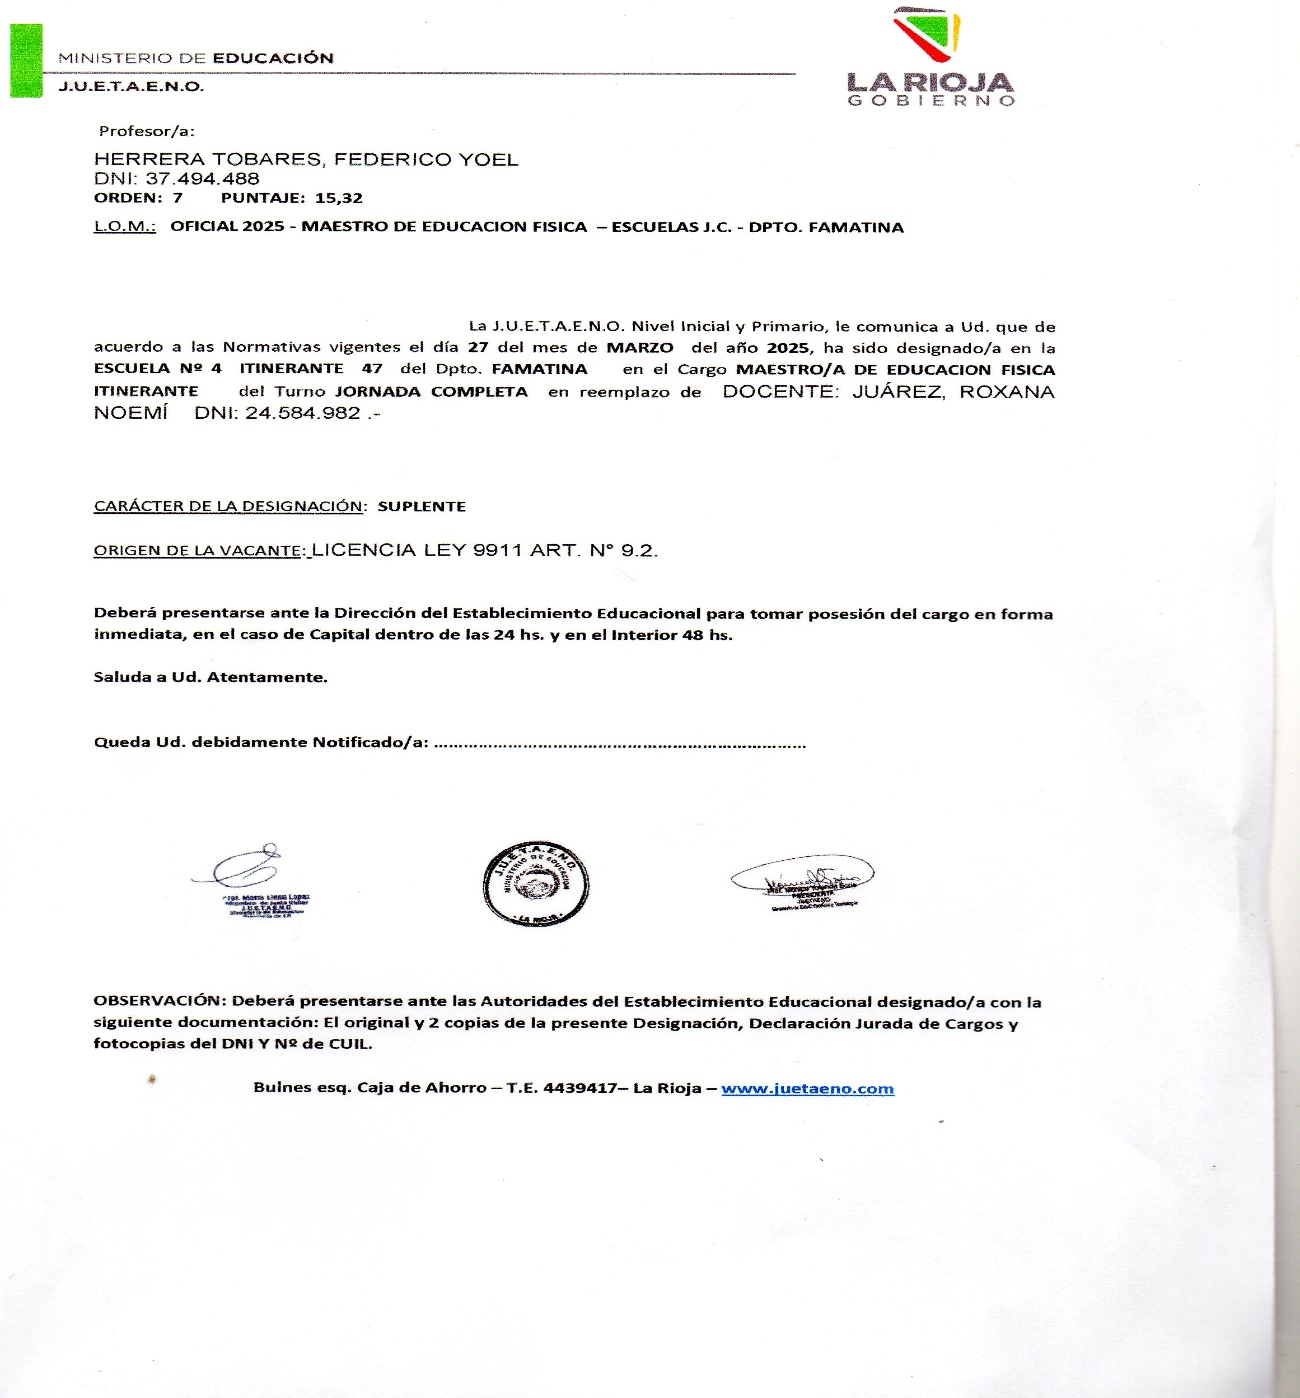 MINISTERIO DE EDUCACIÓN
J.U.E.T.A.E.N.O.
LA RIOJA
GOBIERNO
Profesor/a:
HERRERA TOBARES, FEDERICO YOEL
DNI: 37.494.488
ORDEN: 7 PUNTAJE: 15,32
L.O.M.: OFICIAL 2025 - MAESTRO DE EDUCACION FISICA – ESCUELAS J.C. - DPTO. FAMATINA
La J.U.E.T.A.E.N.O. Nivel Inicial y Primario, le comunica a Ud. que de
acuerdo a las Normativas vigentes el día 27 del mes de MARZO del año 2025, ha sido designado/a en la
ESCUELA Nº 4 ITINERANTE 47 del Dpto. FAMATINA en el Cargo MAESTRO/A DE EDUCACION FISICA
ITINERANTE del Turno JORNADA COMPLETA en reemplazo de DOCENTE: JUÁREZ, ROXANA
NOEMÍ DNI: 24.584.982 .-
CARÁCTER DE LA DESIGNACIÓN: SUPLENTE
ORIGEN DE LA VACANTE: LICENCIA LEY 9911 ART. N° 9.2.
Deberá presentarse ante la Dirección del Establecimiento Educacional para tomar posesión del cargo en forma
inmediata, en el caso de Capital dentro de las 24 hs. y en el Interior 48 hs.
Saluda a Ud. Atentamente.
Queda Ud. debidamente Notificado/a: ............................................................................
J.U.E.T.A.E.N.O.
MINISTERIO DE EDUCACION
- LA RIOJA -
Prof. María Elena Lopez
JUETAENO
PRESIDENTA
JUETAENO
OBSERVACIÓN: Deberá presentarse ante las Autoridades del Establecimiento Educacional designado/a con la
siguiente documentación: El original y 2 copias de la presente Designación, Declaración Jurada de Cargos y
fotocopias del DNI Y Nº de CUIL.
Bulnes esq. Caja de Ahorro – T.E. 4439417– La Rioja – www.juetaeno.com